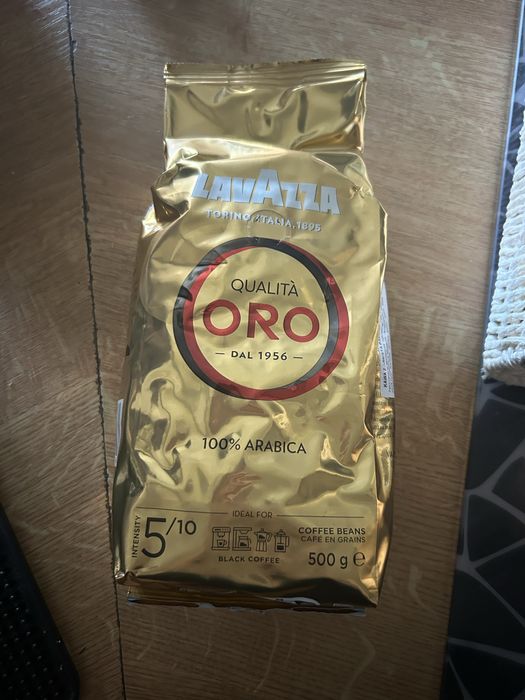 LAVAZZA
TORINO, ITALIA, 1895
QUALITÀ
ORO
DAL 1956
100% ARABICA
IDEAL FOR
INTENSITY
5/10
BLACK COFFEE
COFFEE BEANS
CAFÉ EN GRAINS
500 g e